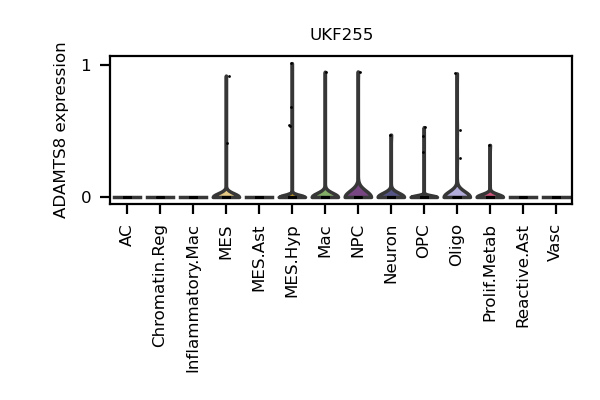 UKF255
ADAMTS8 expression
1
0
AC
Chromatin.Reg
Inflammatory.Mac
MES
MES.Ast
MES.Hyp
Mac
NPC
Neuron
OPC
Oligo
Prolif.Metab
Reactive.Ast
Vasc